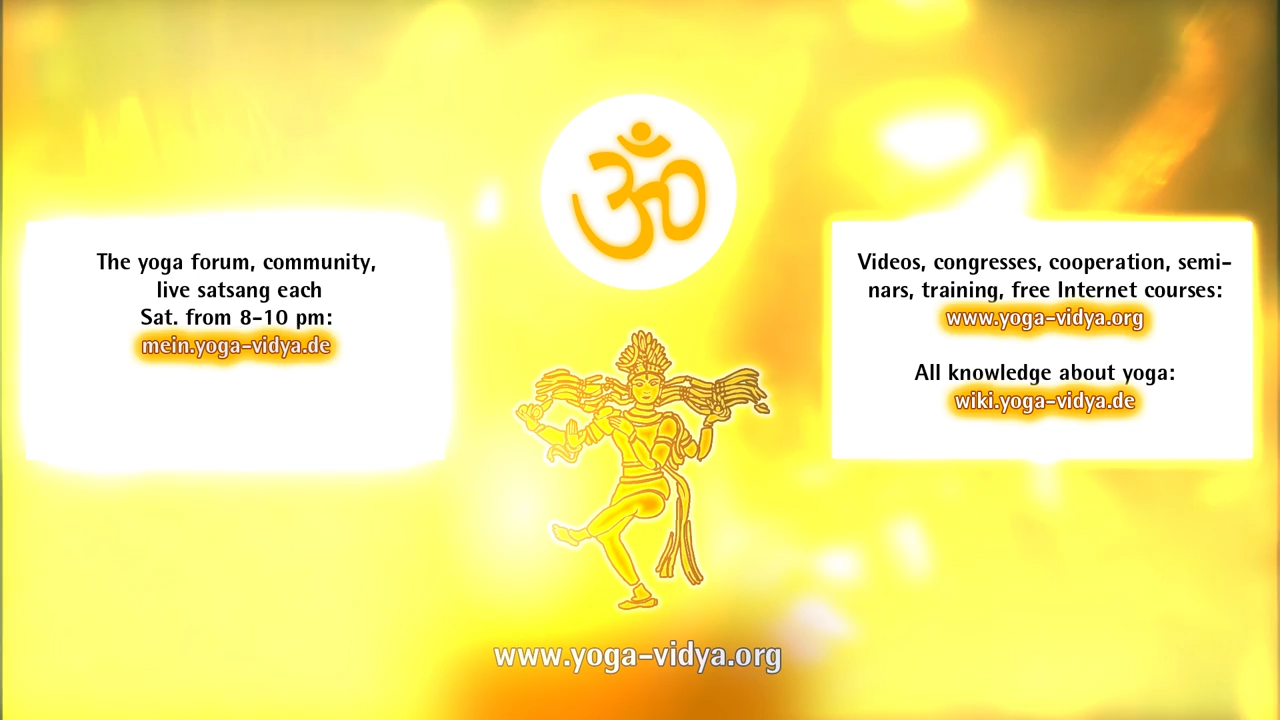 ॐ
The yoga forum, community,
live satsang each
Sat. from 8-10 pm:
mein.yoga-vidya.de
Videos, congresses, cooperation, semi-
nars, training, free Internet courses:
www.yoga-vidya.org
All knowledge about yoga:
wiki.yoga-vidya.de
www.yoga-vidya.org